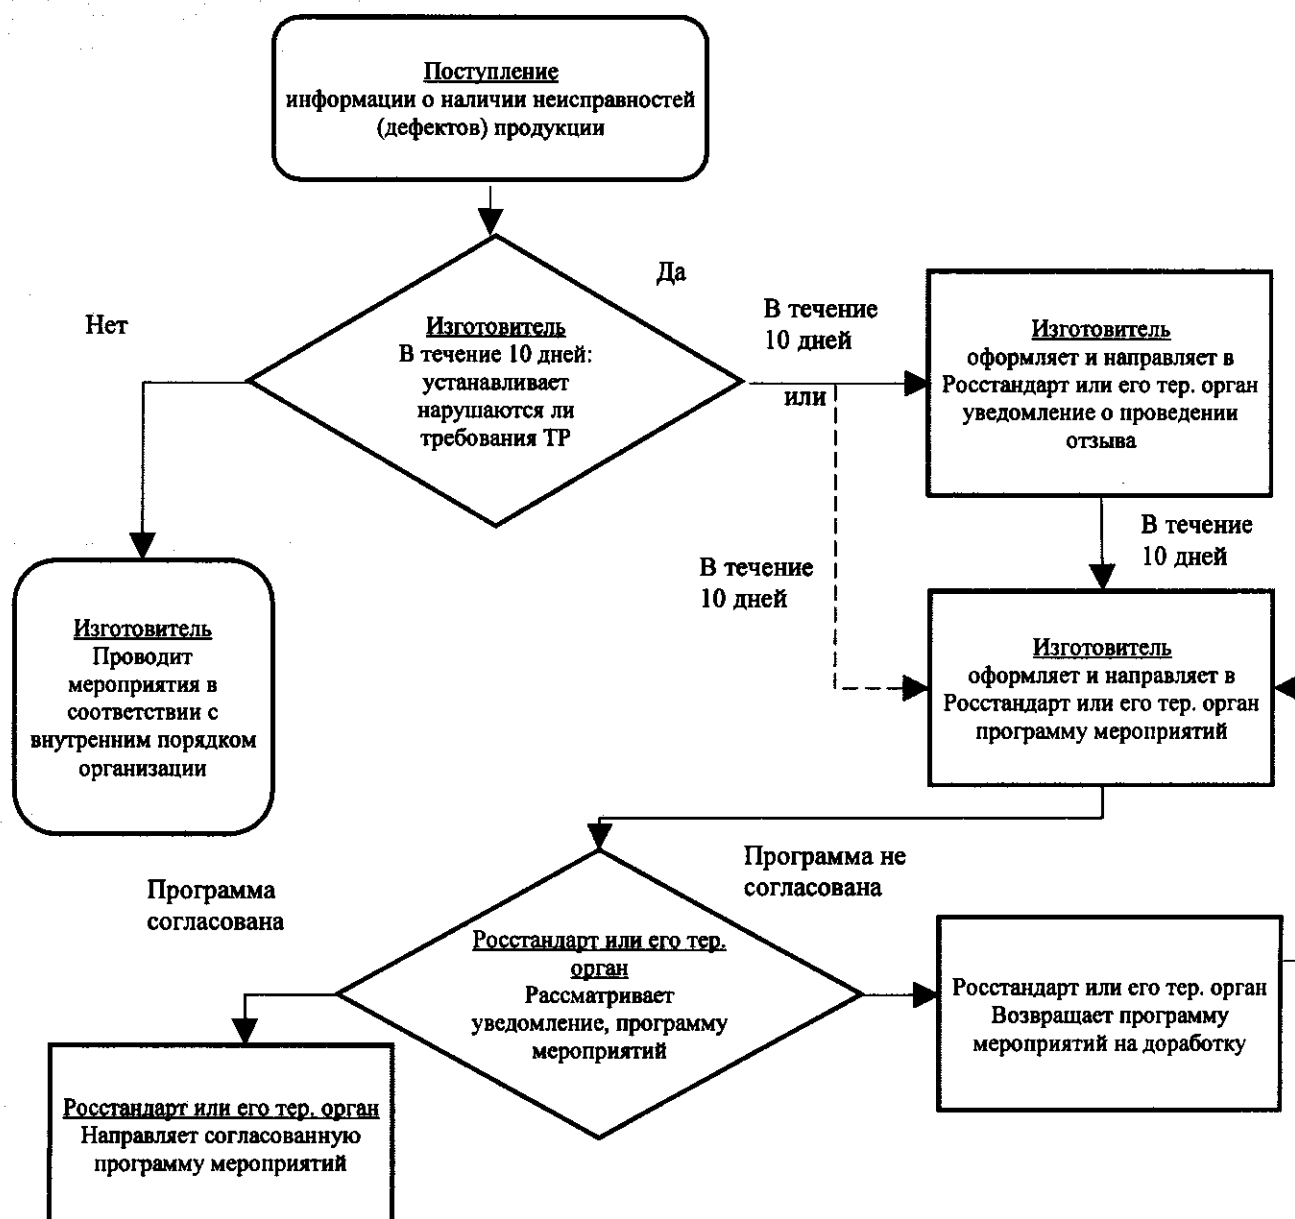 Поступление
информации о наличии неисправностей
(дефектов) продукции
Да
Нет
Изготовитель
В течение 10 дней:
устанавливает
нарушаются ли
требования ТР
В течение
10 дней
или
Изготовитель
оформляет и направляет в
Росстандарт или его тер. орган
уведомление о проведении
отзыва
В течение
10 дней
В течение
10 дней
Изготовитель
Проводит
мероприятия в
соответствии с
внутренним порядком
организации
Изготовитель
оформляет и направляет в
Росстандарт или его тер. орган
программу мероприятий
Программа не
согласована
Программа
согласована
Росстандарт или его тер.
орган
Рассматривает
уведомление, программу
мероприятий
Росстандарт или его тер. орган
Возвращает программу
мероприятий на доработку
Росстандарт или его тер. орган
Направляет согласованную
программу мероприятий